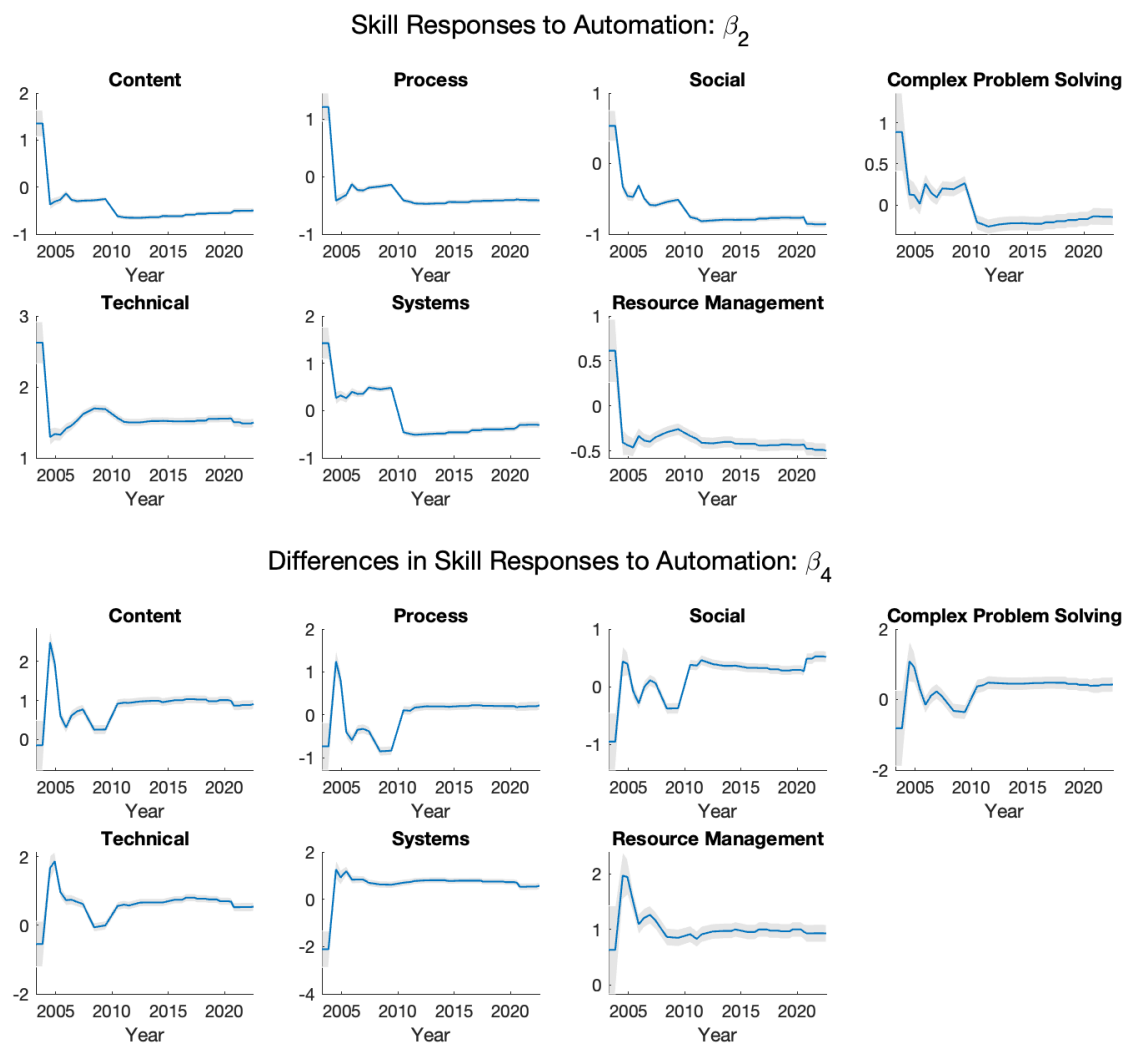 Skill Responses to Automation: β2
Content Process Social Complex Problem Solving
2 1 1
1 0 1
1 0 0.5
0 0
-1 -1 -1
2005 2010 2015 2020 2005 2010 2015 2020 2005 2010 2015 2020 2005 2010 2015 2020
Year Year Year Year
Technical Systems Resource Management
3 2 1
1 0.5
2 0 0
-0.5
1 -1
2005 2010 2015 2020 2005 2010 2015 2020 2005 2010 2015 2020
Year Year Year
Differences in Skill Responses to Automation: β4
Content Process Social Complex Problem Solving
2 1 2
2 1
1 0 0 0
0 -1 -1
-2
2005 2010 2015 2020 2005 2010 2015 2020 2005 2010 2015 2020 2005 2010 2015 2020
Year Year Year Year
Technical Systems Resource Management
2 2 2
0 0 1
-2 0
-2 -4
2005 2010 2015 2020 2005 2010 2015 2020 2005 2010 2015 2020
Year Year Year